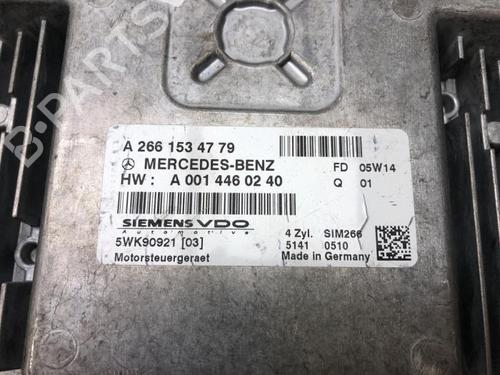 A 266 153 47 79
MERCEDES-BENZ
FD 05W14
HW : A 001 446 02 40
Q 01
SIEMENS VDO
Automotive
5WK90921 [03]
4 Zyl. SIM266
5141 0510
Motorsteuergeraet
Made in Germany
B-PARTS